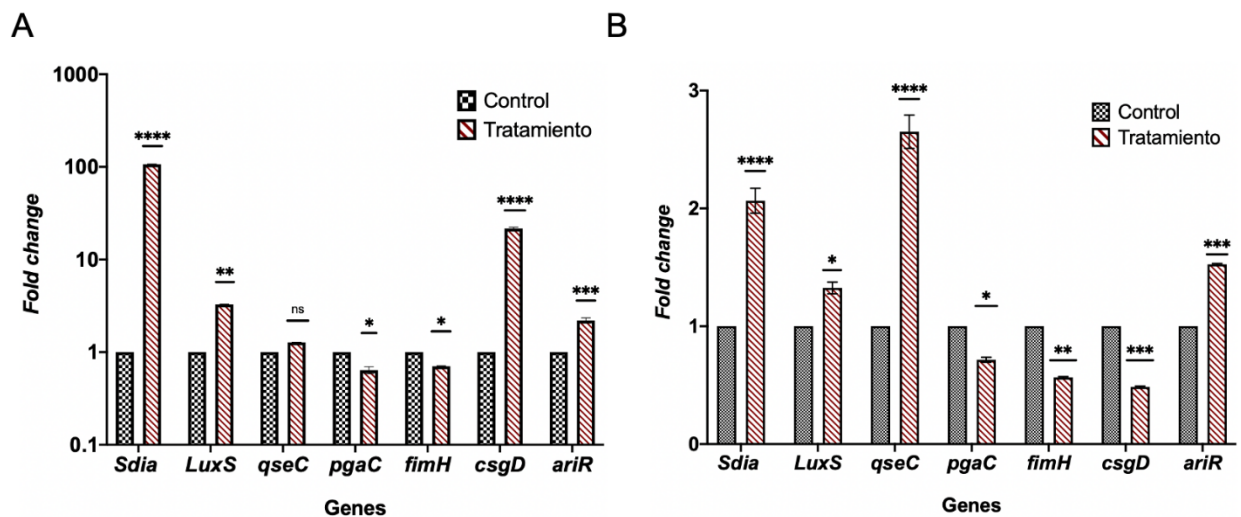 A
Fold change
1000
100
10
1
0.1
Control
Tratamiento
****
**
ns
*
*
****
***
Sdia LuxS qseC pgaC fimH csgD ariR
Genes
B
Fold change
3
2
1
0
Control
Tratamiento
****
*
****
*
**
***
***
Sdia LuxS qseC pgaC fimH csgD ariR
Genes